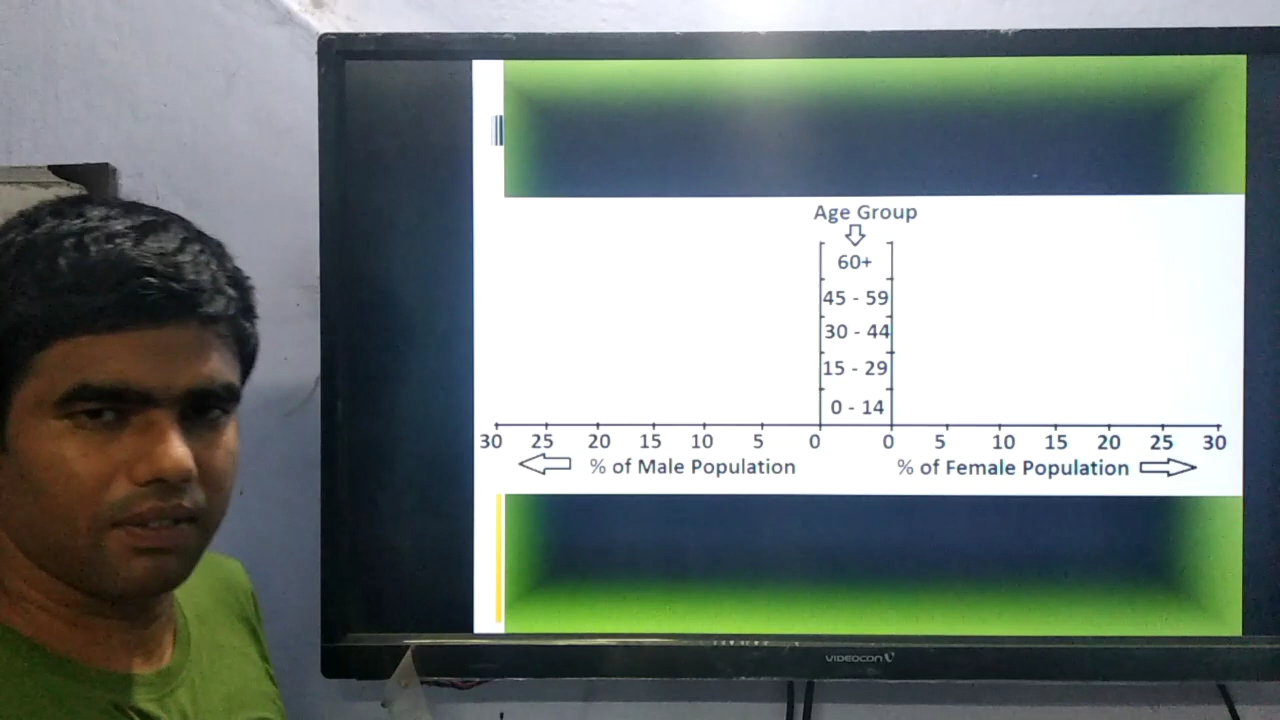 Age Group
60+
45 - 59
30 - 44
15 - 29
0 - 14
30 25 20 15 10 5 0 0 5 10 15 20 25 30
% of Male Population % of Female Population
VIDEOCON